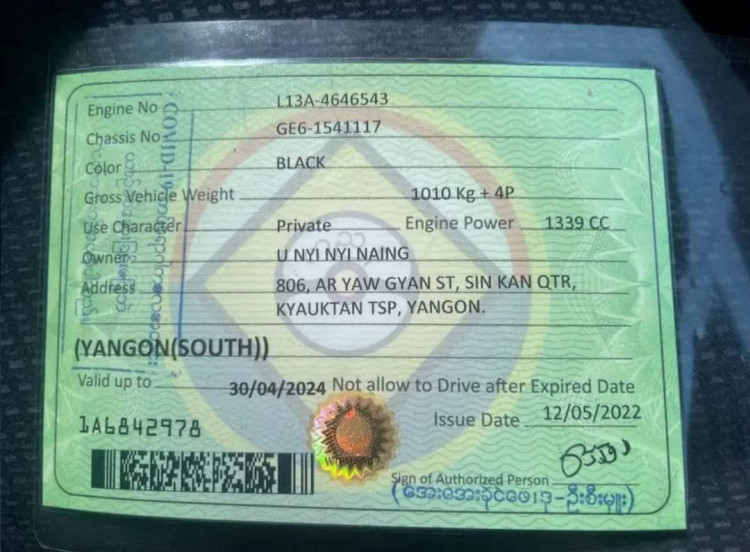 Engine No L13A-4646543
Chassis No GE6-1541117
Color BLACK
Gross Vehicle Weight 1010 Kg + 4P
Use Character Private Engine Power 1339 CC
Owner U NYI NYI NAING
Address 806, AR YAW GYAN ST, SIN KAN QTR,
KYAUKTAN TSP, YANGON.
(YANGON(SOUTH))
Valid up to 30/04/2024 Not allow to Drive after Expired Date
1A6842978 Issue Date 12/05/2022
Sign of Authorized Person
COVID-19